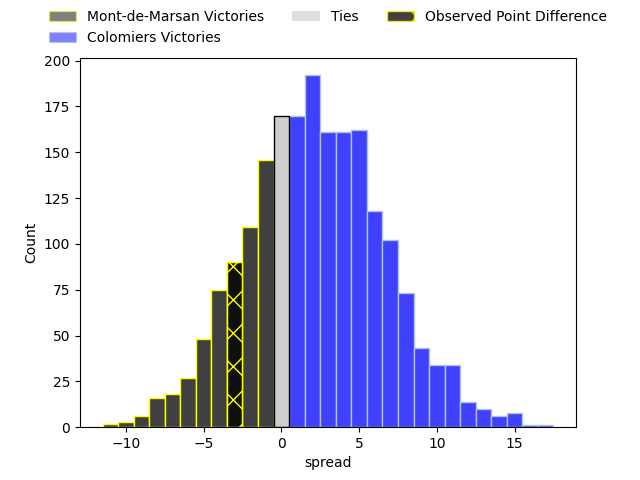 Mont-de-Marsan Victories
Ties
Observed Point Difference
Colomiers Victories
200
175
150
125
100
75
50
25
0
Count
−10
−5
0
5
10
15
spread